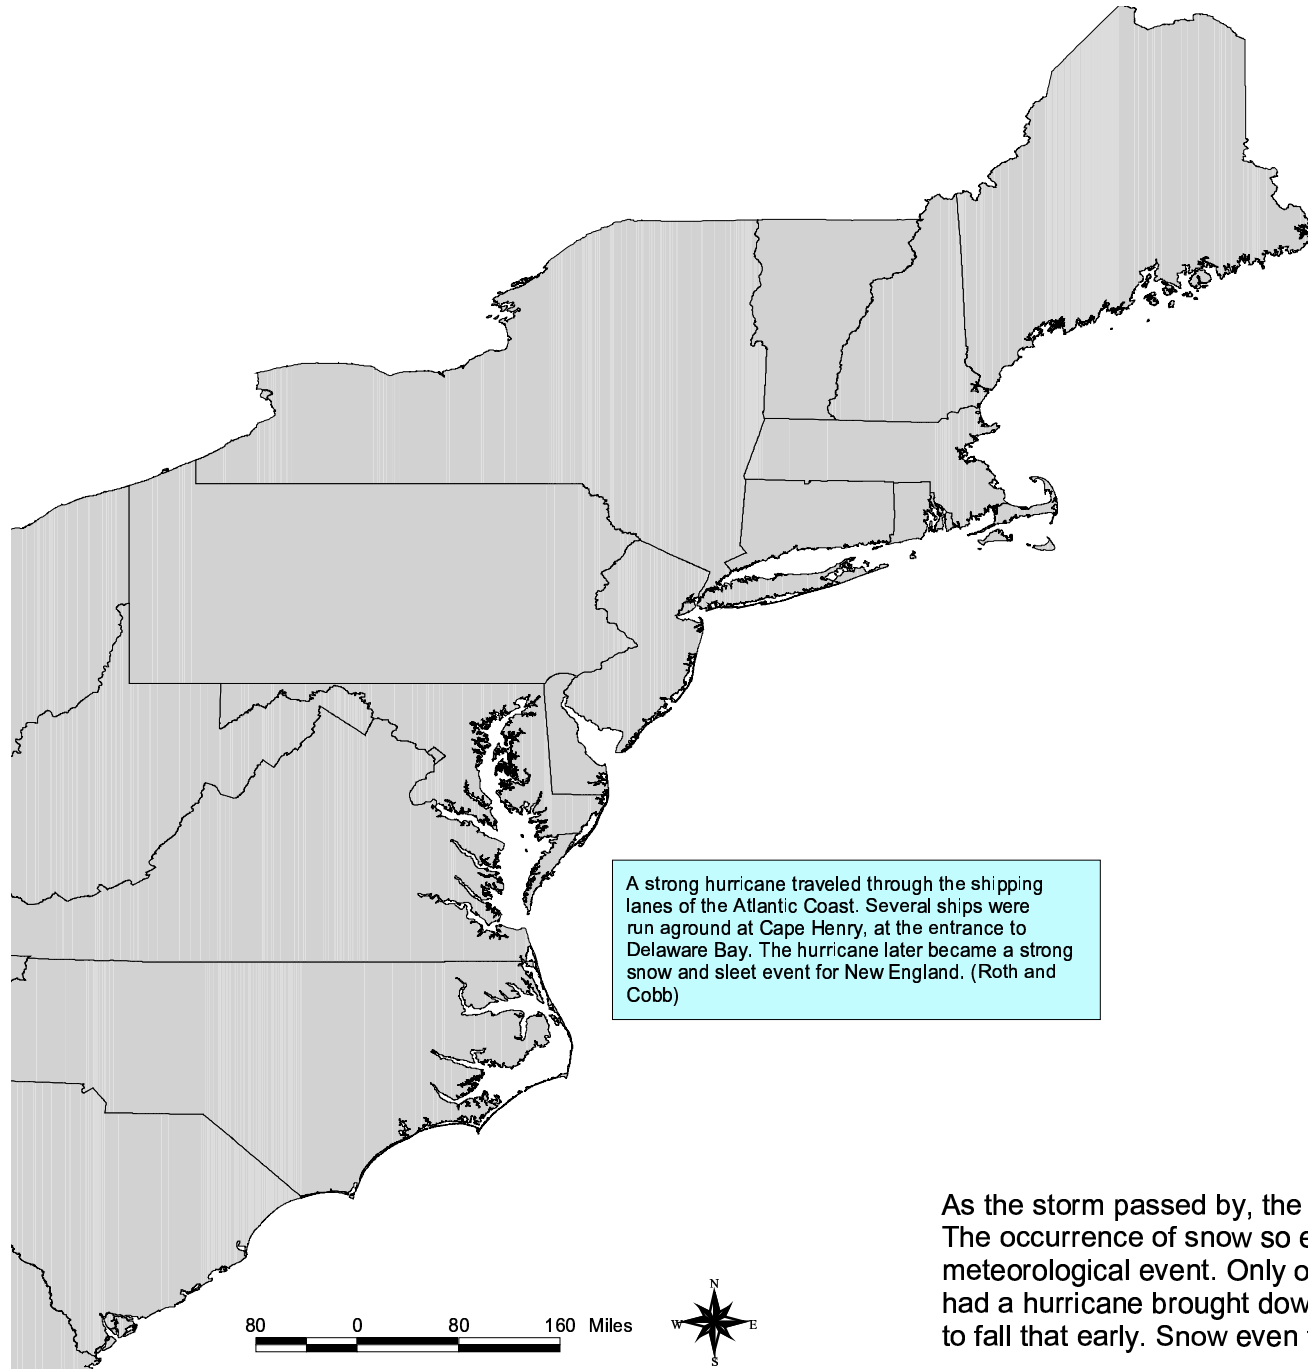 A strong hurricane traveled through the shipping
lanes of the Atlantic Coast. Several ships were
run aground at Cape Henry, at the entrance to
Delaware Bay. The hurricane later became a strong
snow and sleet event for New England. (Roth and
Cobb)
As the storm passed by, the
The occurrence of snow so e
meteorological event. Only o
had a hurricane brought dow
to fall that early. Snow even
80 0 80 160 Miles
N
W E
S